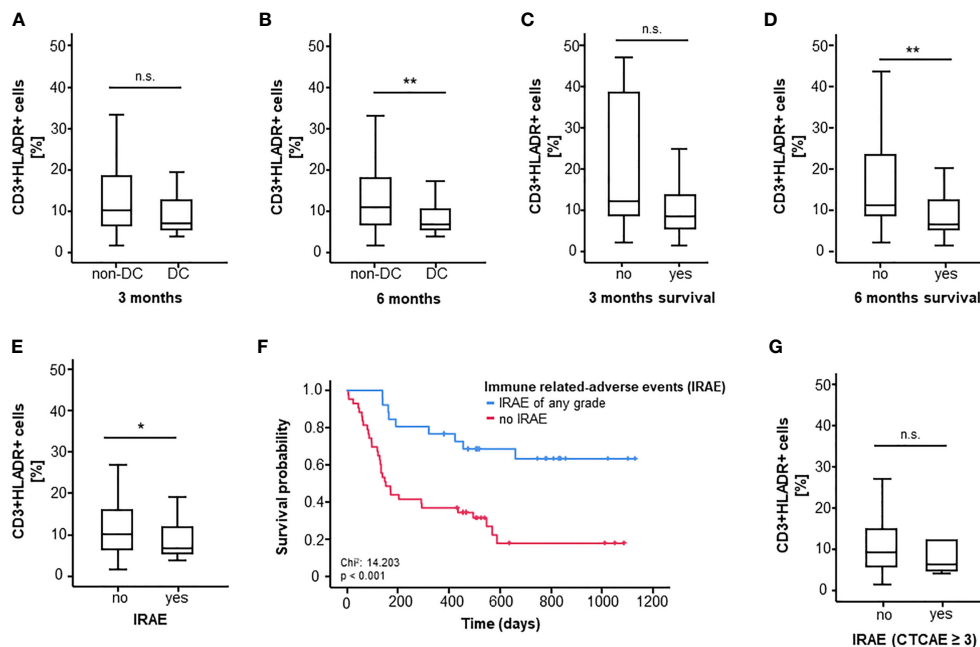 A
CD3+HLADR+ cells
[%]
50
40
30
20
10
0
n.s.
non-DC DC
3 months
B
CD3+HLADR+ cells
[%]
50
40
30
20
10
0
**
non-DC DC
6 months
C
CD3+HLADR+ cells
[%]
50
40
30
20
10
0
n.s.
no yes
3 months survival
D
CD3+HLADR+ cells
[%]
50
40
30
20
10
0
**
no yes
6 months survival
E
CD3+HLADR+ cells
[%]
50
40
30
20
10
0
*
no yes
IRAE
F
Survival probability
1.0
0.8
0.6
0.4
0.2
0
Immune related-adverse events (IRAE)
IRAE of any grade
no IRAE
Chi²: 14.203
p < 0.001
0 200 400 600 800 1000 1200
Time (days)
G
CD3+HLADR+ cells
[%]
50
40
30
20
10
0
n.s.
no yes
IRAE (CTCAE ≥ 3)